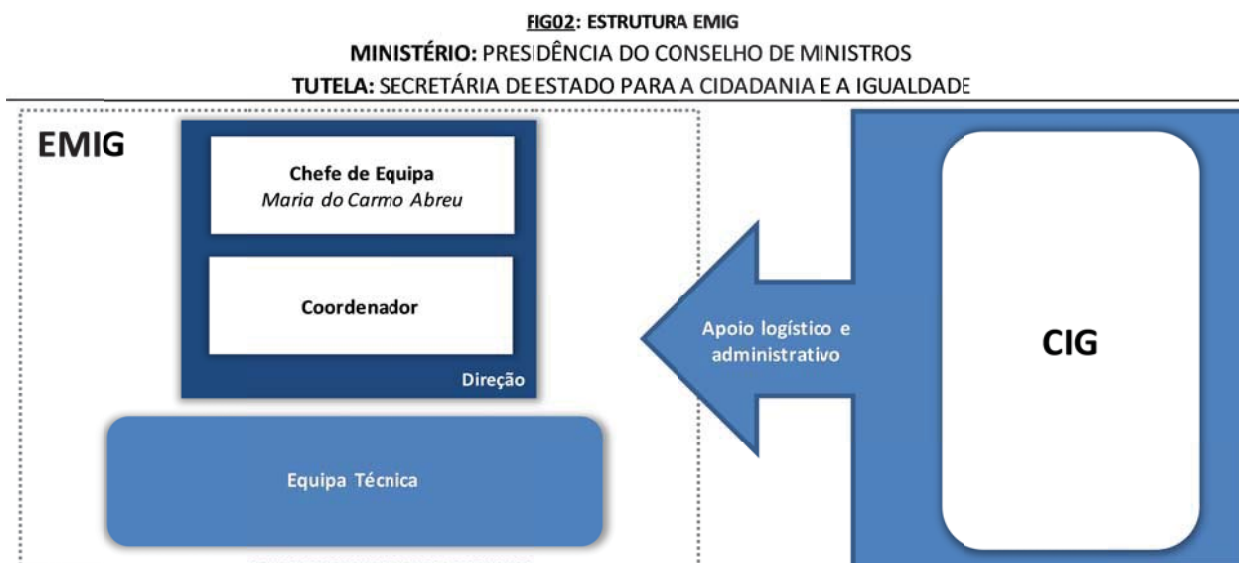 FIG02: ESTRUTURA EMIG
MINISTÉRIO: PRESIDÊNCIA DO CONSELHO DE MINISTROS
TUTELA: SECRETÁRIA DE ESTADO PARA A CIDADANIA E A IGUALDADE
EMIG
Chefe de Equipa
Maria do Carmo Abreu
Coordenador
Direção
Equipa Técnica
Apoio logístico e
administrativo
CIG